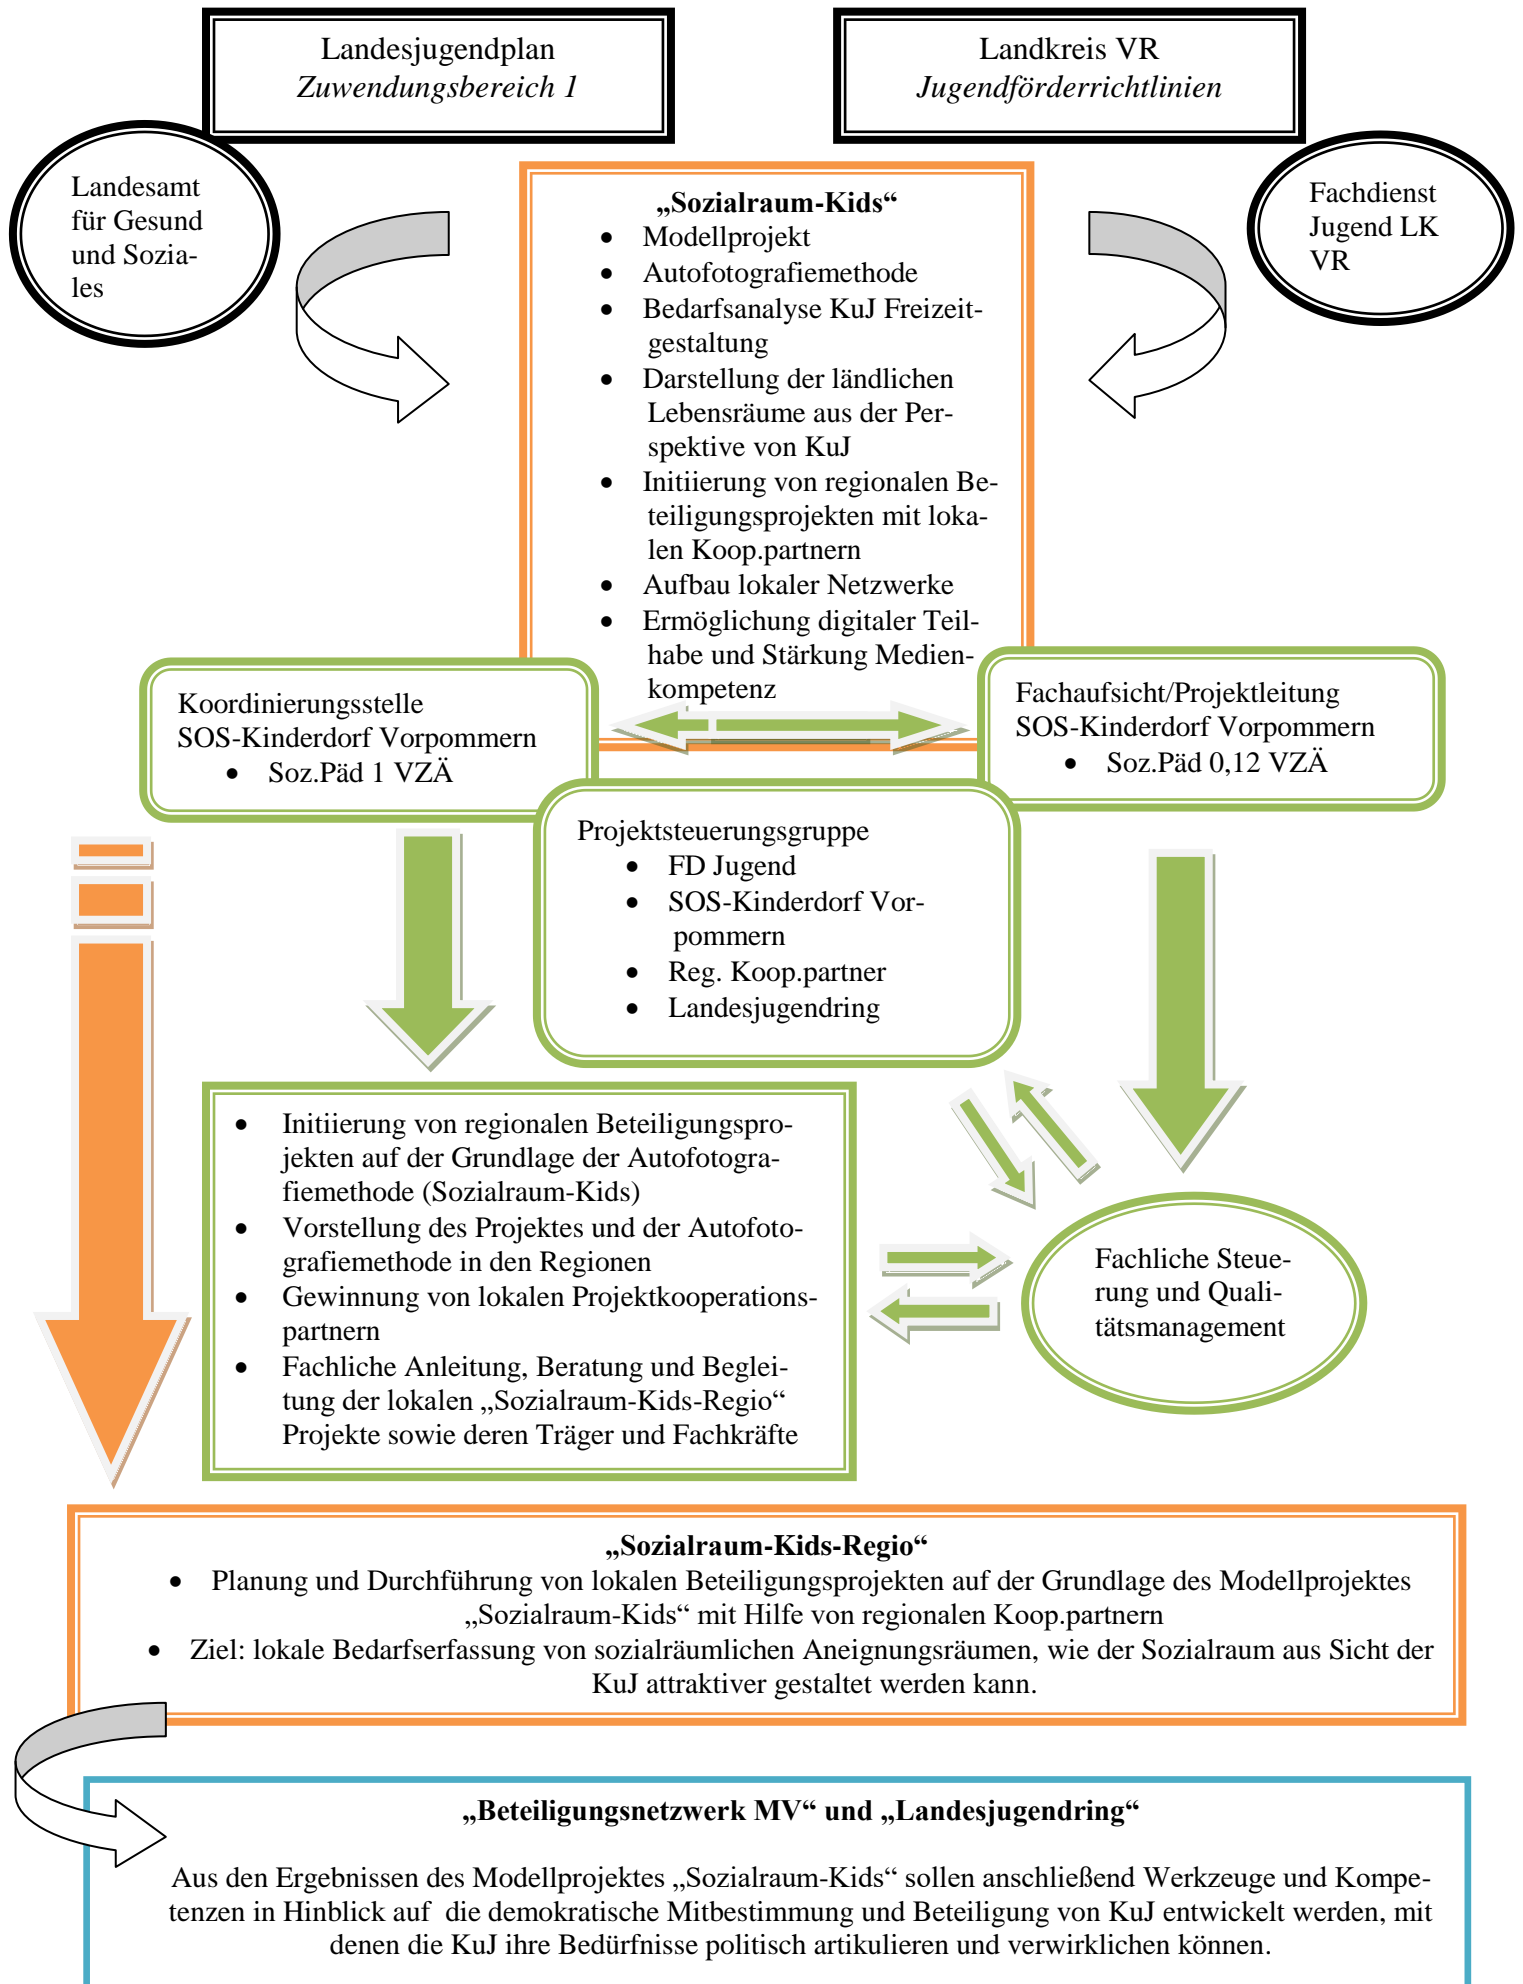 Landesjugendplan
Zuwendungsbereich 1
Landkreis VR
Jugendförderrichtlinien
Landesamt
für Gesund
und Sozia-
les
Fachdienst
Jugend LK
VR
„Sozialraum-Kids“
• Modellprojekt
• Autofotografiemethode
• Bedarfsanalyse KuJ Freizeit-
gestaltung
• Darstellung der ländlichen
Lebensräume aus der Per-
spektive von KuJ
• Initiierung von regionalen Be-
teiligungsprojekten mit loka-
len Koop.partnern
• Aufbau lokaler Netzwerke
• Ermöglichung digitaler Teil-
habe und Stärkung Medien-
kompetenz
Koordinierungsstelle
SOS-Kinderdorf Vorpommern
• Soz.Päd 1 VZÄ
Fachaufsicht/Projektleitung
SOS-Kinderdorf Vorpommern
• Soz.Päd 0,12 VZÄ
Projektsteuerungsgruppe
• FD Jugend
• SOS-Kinderdorf Vor-
pommern
• Reg. Koop.partner
• Landesjugendring
• Initiierung von regionalen Beteiligungspro-
jekten auf der Grundlage der Autofotogra-
fiemethode (Sozialraum-Kids)
• Vorstellung des Projektes und der Autofoto-
grafiemethode in den Regionen
• Gewinnung von lokalen Projektkooperations-
partnern
• Fachliche Anleitung, Beratung und Beglei-
tung der lokalen „Sozialraum-Kids-Regio“
Projekte sowie deren Träger und Fachkräfte
Fachliche Steue-
rung und Quali-
tätsmanagement
„Sozialraum-Kids-Regio“
• Planung und Durchführung von lokalen Beteiligungsprojekten auf der Grundlage des Modellprojektes
„Sozialraum-Kids“ mit Hilfe von regionalen Koop.partnern
• Ziel: lokale Bedarfserfassung von sozialräumlichen Aneignungsräumen, wie der Sozialraum aus Sicht der
KuJ attraktiver gestaltet werden kann.
„Beteiligungsnetzwerk MV“ und „Landesjugendring“
Aus den Ergebnissen des Modellprojektes „Sozialraum-Kids“ sollen anschließend Werkzeuge und Kompe-
tenzen in Hinblick auf die demokratische Mitbestimmung und Beteiligung von KuJ entwickelt werden, mit
denen die KuJ ihre Bedürfnisse politisch artikulieren und verwirklichen können.